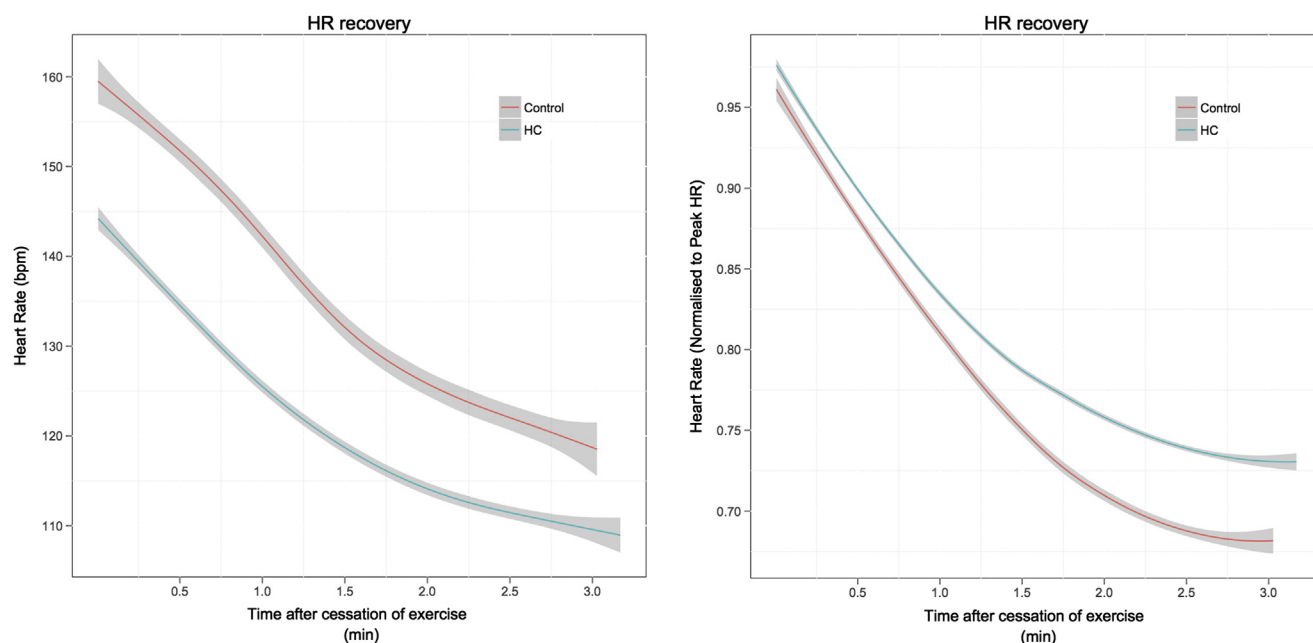 HR recovery
160
150
140
130
120
110
Heart Rate (bpm)
Control
HC
0.5 1.0 1.5 2.0 2.5 3.0
Time after cessation of exercise
(min)
HR recovery
0.95
0.90
0.85
0.80
0.75
0.70
Heart Rate (Normalised to Peak HR)
Control
HC
0.5 1.0 1.5 2.0 2.5 3.0
Time after cessation of exercise
(min)